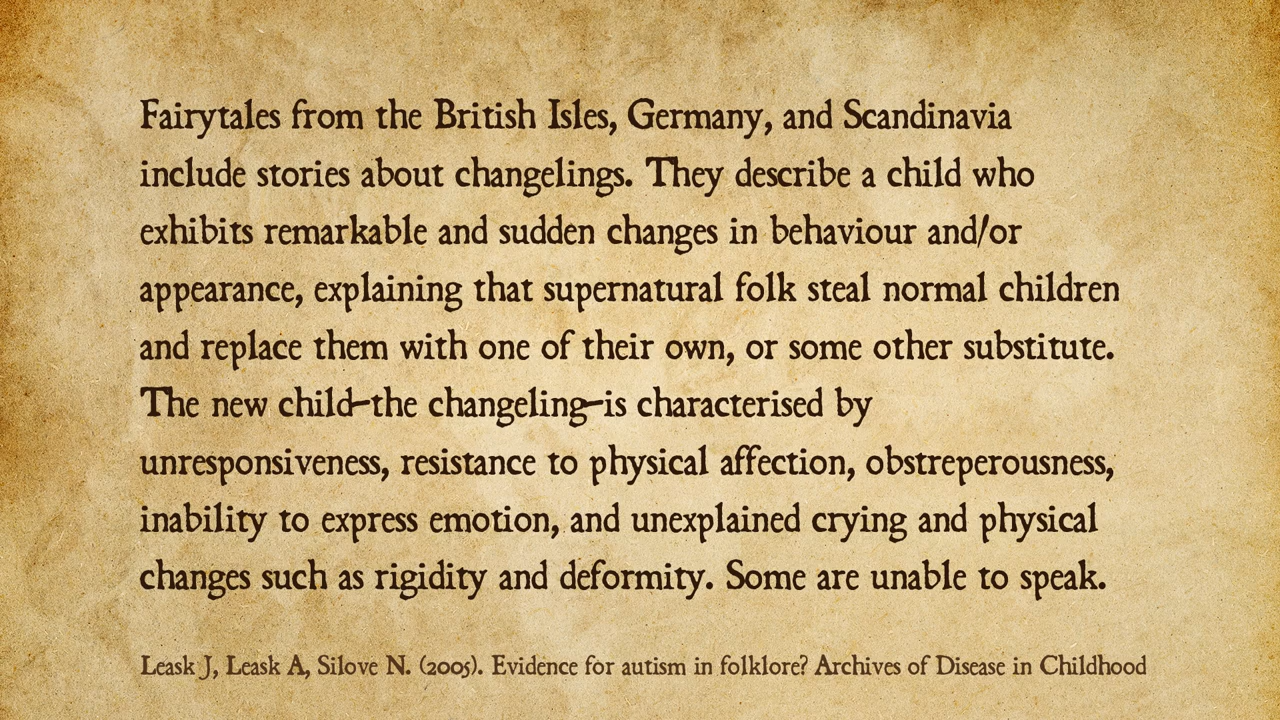 Fairytales from the British Isles, Germany, and Scandinavia
include stories about changelings. They describe a child who
exhibits remarkable and sudden changes in behaviour and/or
appearance, explaining that supernatural folk steal normal children
and replace them with one of their own, or some other substitute.
The new child–the changeling–is characterised by
unresponsiveness, resistance to physical affection, obstreperousness,
inability to express emotion, and unexplained crying and physical
changes such as rigidity and deformity. Some are unable to speak.
Leask J, Leask A, Silove N. (2005). Evidence for autism in folklore? Archives of Disease in Childhood